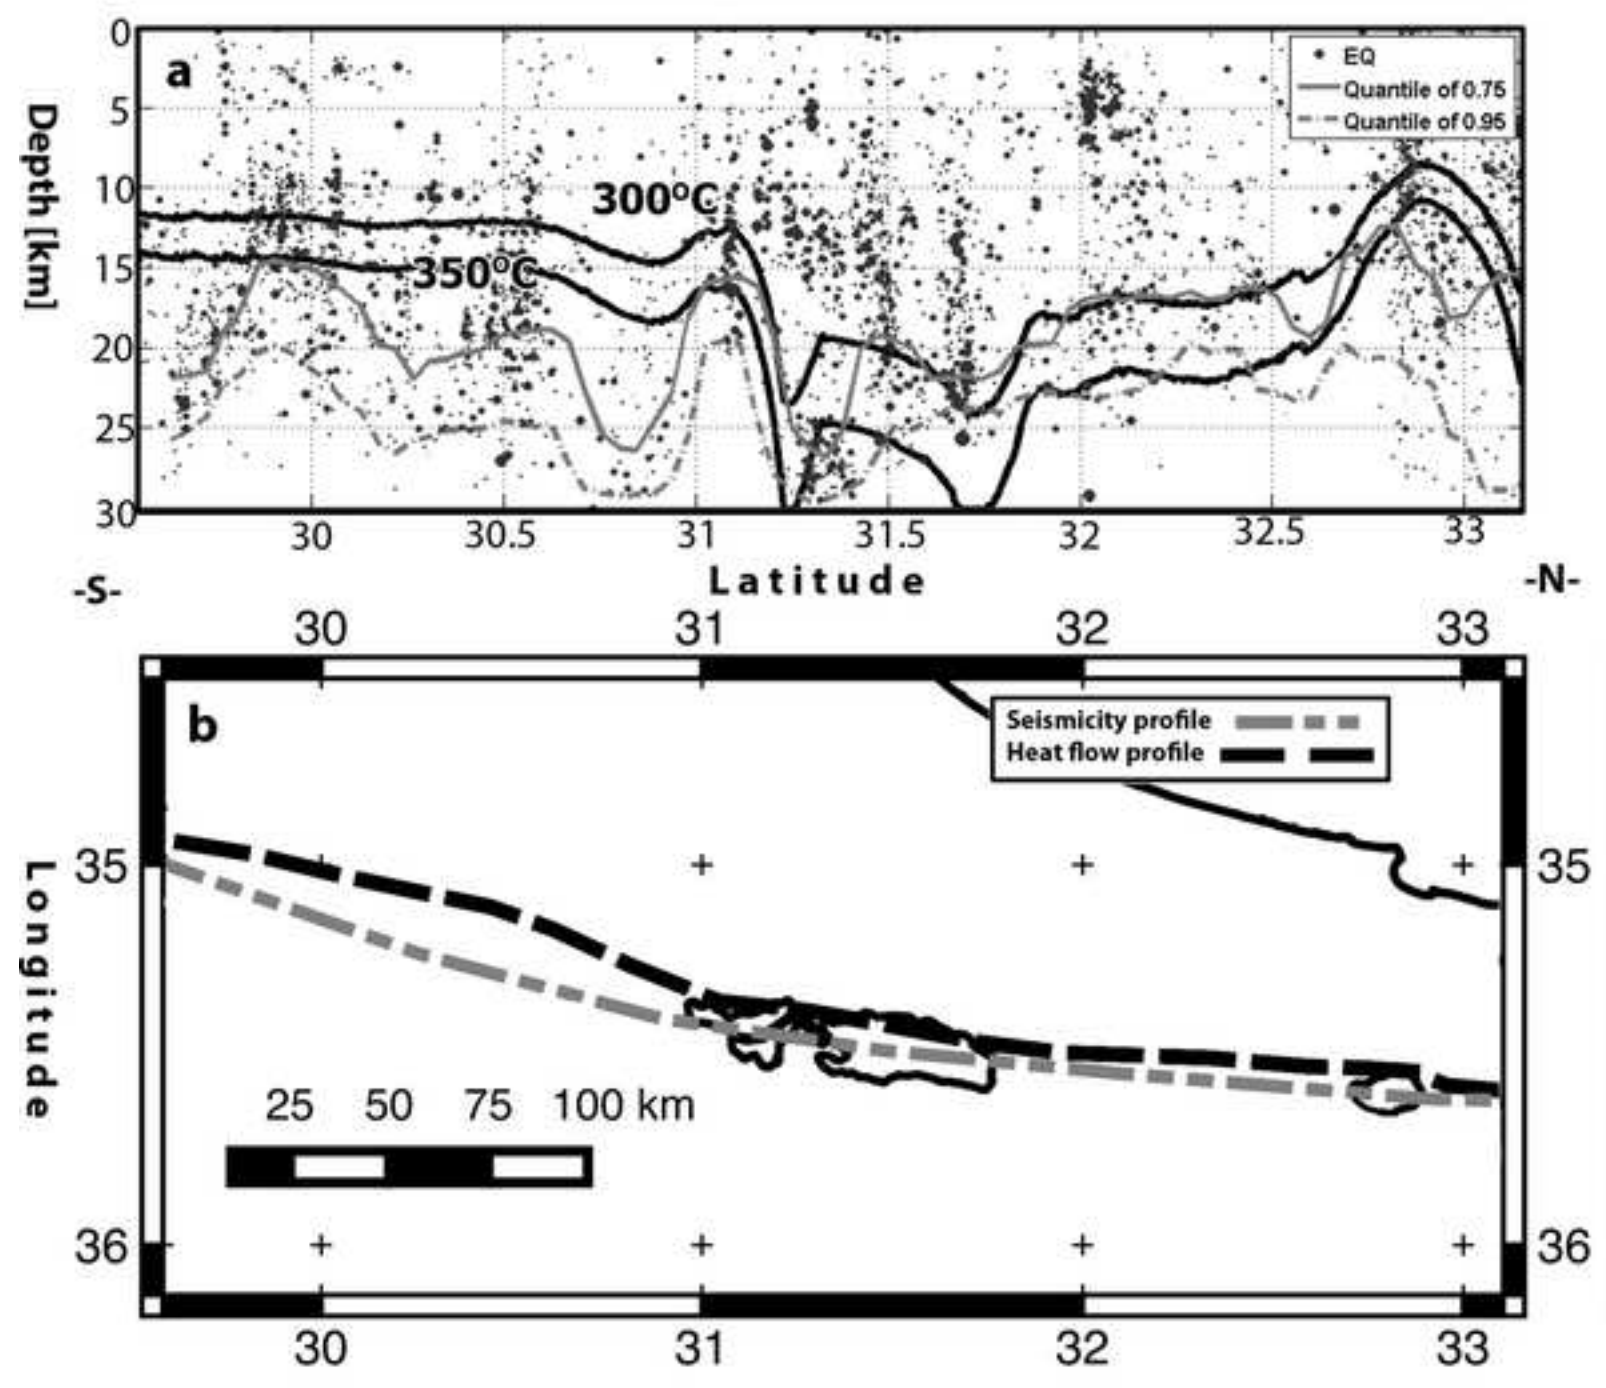 0
a
EQ
Quantile of 0.75
Quantile of 0.95
5
10
300°C
15
350°C
20
25
30
Depth [km]
30 30.5 31 31.5 32 32.5 33
-S- Latitude -N-
30 31 32 33
b
Seismicity profile
Heat flow profile
35 35
Longitude
25 50 75 100 km
36 36
30 31 32 33